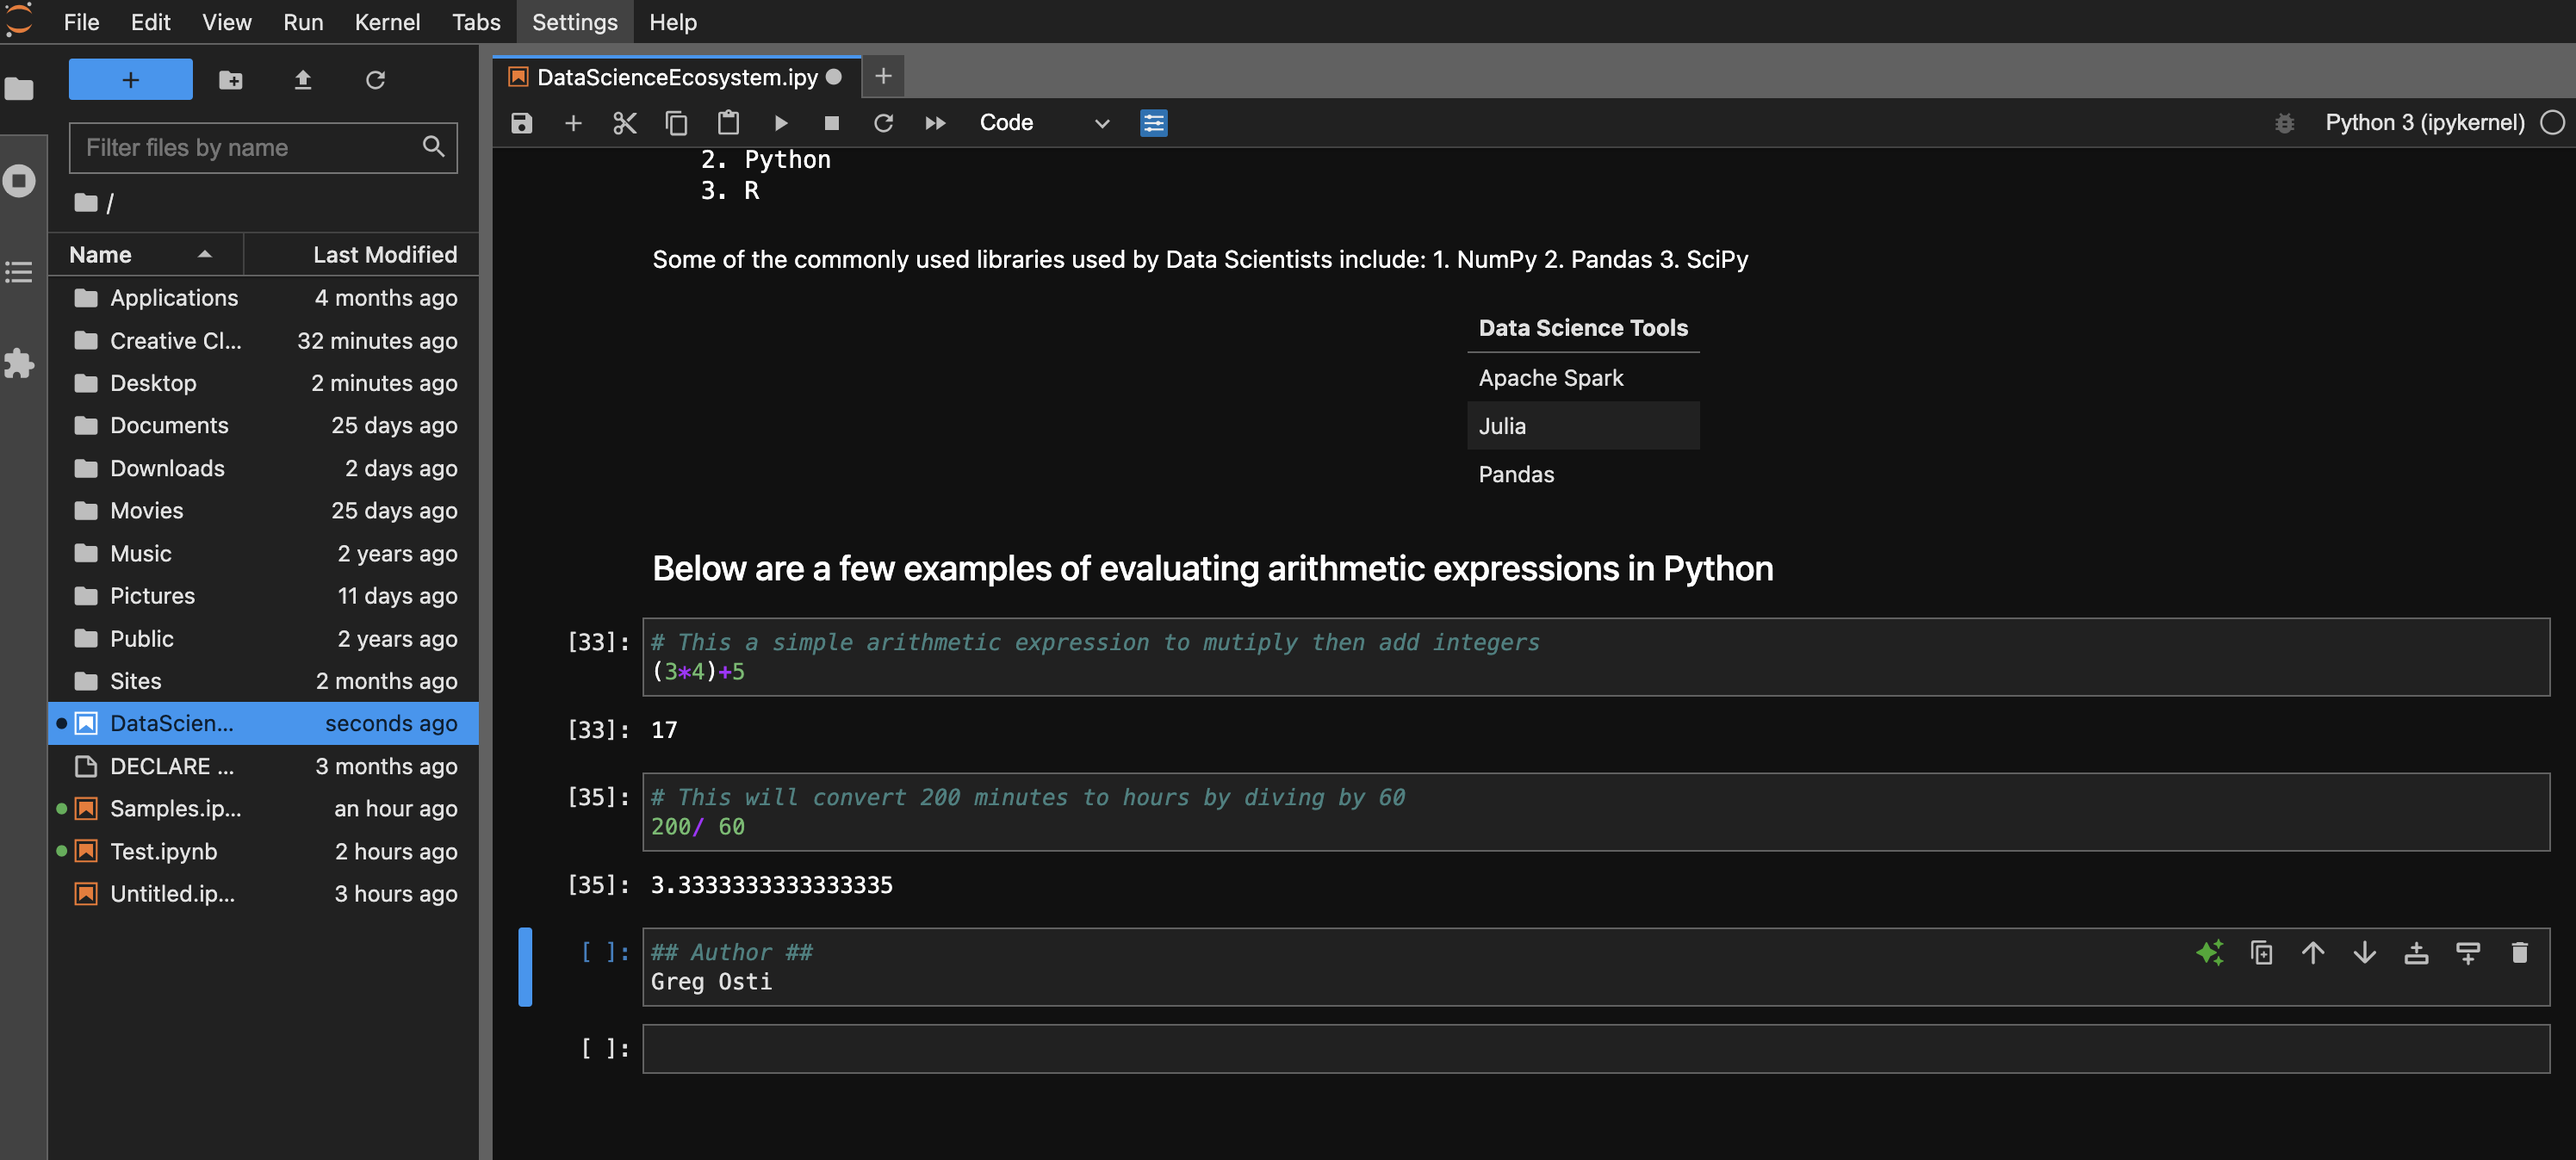 File Edit View Run Kernel Tabs Settings Help
+
Filter files by name
/
Name Last Modified
Applications 4 months ago
Creative Cl... 32 minutes ago
Desktop 2 minutes ago
Documents 25 days ago
Downloads 2 days ago
Movies 25 days ago
Music 2 years ago
Pictures 11 days ago
Public 2 years ago
Sites 2 months ago
DataScien... seconds ago
DECLARE ... 3 months ago
Samples.ip... an hour ago
Test.ipynb 2 hours ago
Untitled.ip... 3 hours ago
DataScienceEcosystem.ipy
Code Python 3 (ipykernel)
2. Python
3. R
Some of the commonly used libraries used by Data Scientists include: 1. NumPy 2. Pandas 3. SciPy
Data Science Tools
Apache Spark
Julia
Pandas
Below are a few examples of evaluating arithmetic expressions in Python
[33]: # This a simple arithmetic expression to mutiply then add integers
(3*4)+5
[33]: 17
[35]: # This will convert 200 minutes to hours by diving by 60
200/ 60
[35]: 3.3333333333333335
[ ]: ## Author ##
Greg Osti
[ ]: